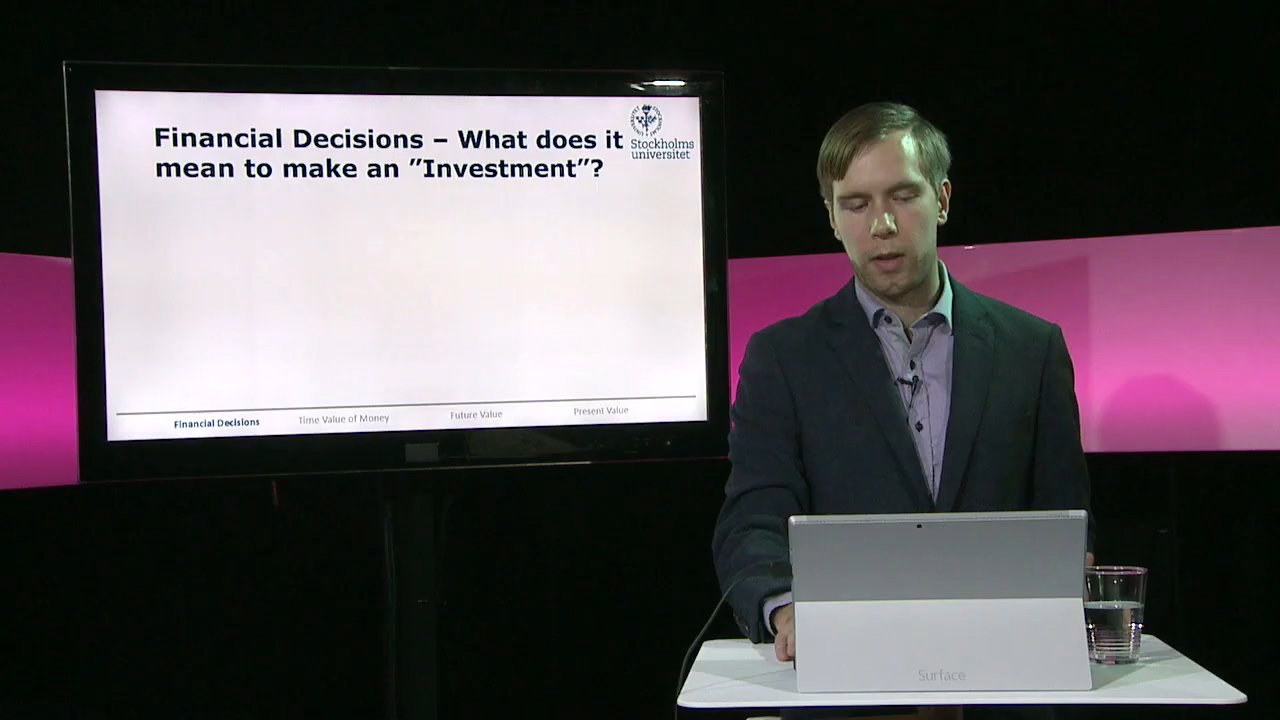 Financial Decisions – What does it
mean to make an ”Investment”?
Stockholms
universitet
Financial Decisions
Time Value of Money
Future Value
Present Value
Surface